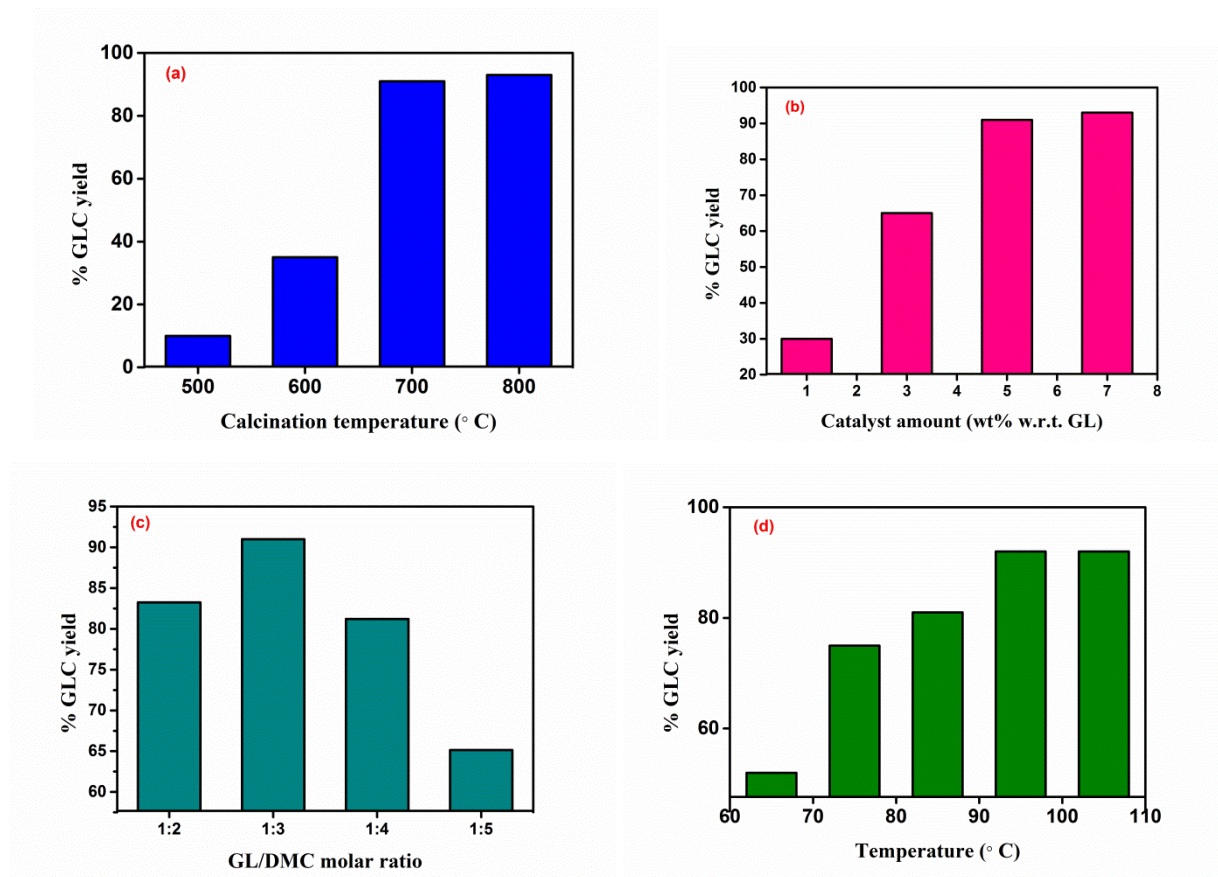 (a)
100
80
60
40
20
0
% GLC yield
500 600 700 800
Calcination temperature (° C)
(b)
100
90
80
70
60
50
40
30
20
% GLC yield
1 2 3 4 5 6 7 8
Catalyst amount (wt% w.r.t. GL)
(c)
95
90
85
80
75
70
65
60
% GLC yield
1:2 1:3 1:4 1:5
GL/DMC molar ratio
(d)
100
80
60
% GLC yield
60 70 80 90 100 110
Temperature (° C)